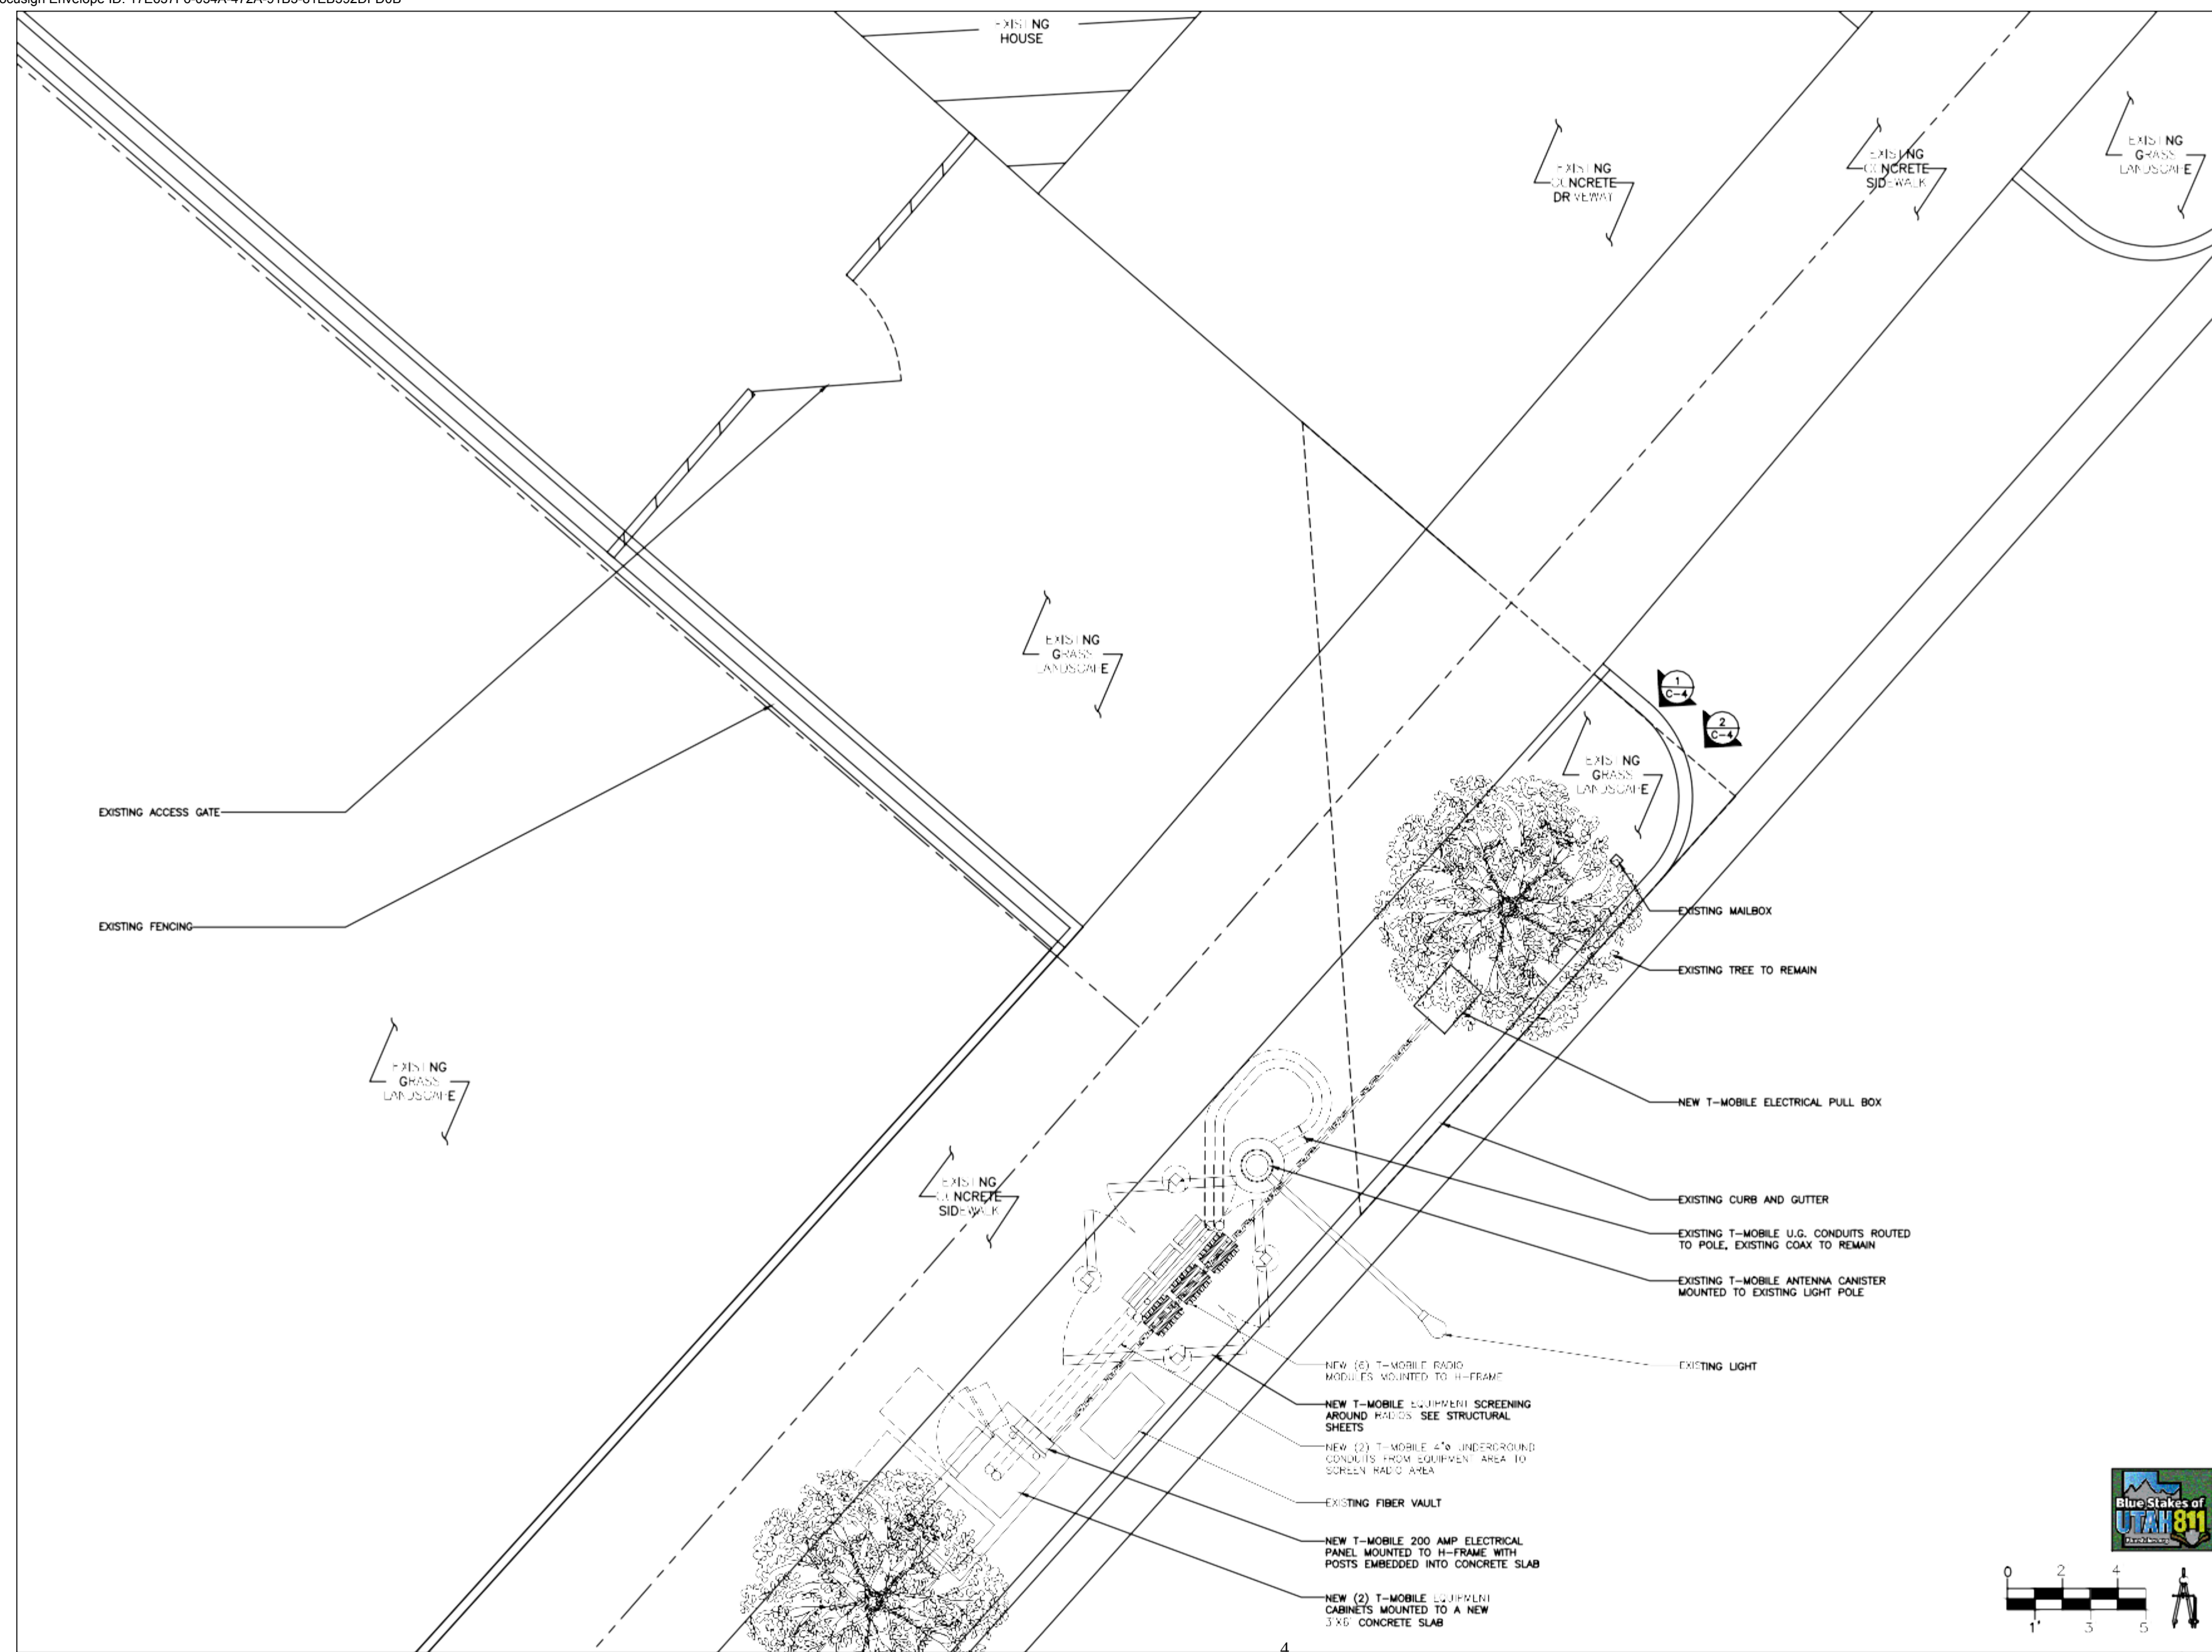 EXISTING
HOUSE
EXISTING
CONCRETE
DRIVEWAY
EXISTING
CONCRETE
SIDEWALK
EXISTING
GRASS
LANDSCAPE
EXISTING
GRASS
LANDSCAPE
1
C-4
2
C-4
EXISTING
GRASS
LANDSCAPE
EXISTING ACCESS GATE
EXISTING FENCING
EXISTING MAILBOX
EXISTING TREE TO REMAIN
EXISTING
GRASS
LANDSCAPE
NEW T-MOBILE ELECTRICAL PULL BOX
EXISTING
CONCRETE
SIDEWALK
EXISTING CURB AND GUTTER
EXISTING T-MOBILE U.G. CONDUITS ROUTED
TO POLE, EXISTING COAX TO REMAIN
EXISTING T-MOBILE ANTENNA CANISTER
MOUNTED TO EXISTING LIGHT POLE
EXISTING LIGHT
NEW (6) T-MOBILE RADIO
MODULES MOUNTED TO H-FRAME
NEW T-MOBILE EQUIPMENT SCREENING
AROUND RADIOS SEE STRUCTURAL
SHEETS
NEW (2) T-MOBILE 4"ø UNDERGROUND
CONDUITS FROM EQUIPMENT AREA TO
SCREEN RADIO AREA
EXISTING FIBER VAULT
NEW T-MOBILE 200 AMP ELECTRICAL
PANEL MOUNTED TO H-FRAME WITH
POSTS EMBEDDED INTO CONCRETE SLAB
NEW (2) T-MOBILE EQUIPMENT
CABINETS MOUNTED TO A NEW
3'X6' CONCRETE SLAB
Blue Stakes of
UTAH 811
0 2 4
1' 3 5
4